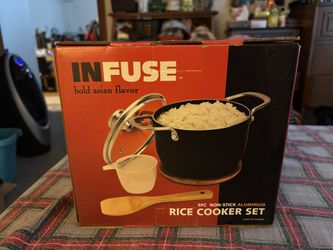 INFUSE
bold asian flavor
5PC NON-STICK ALUMINUM
RICE COOKER SET